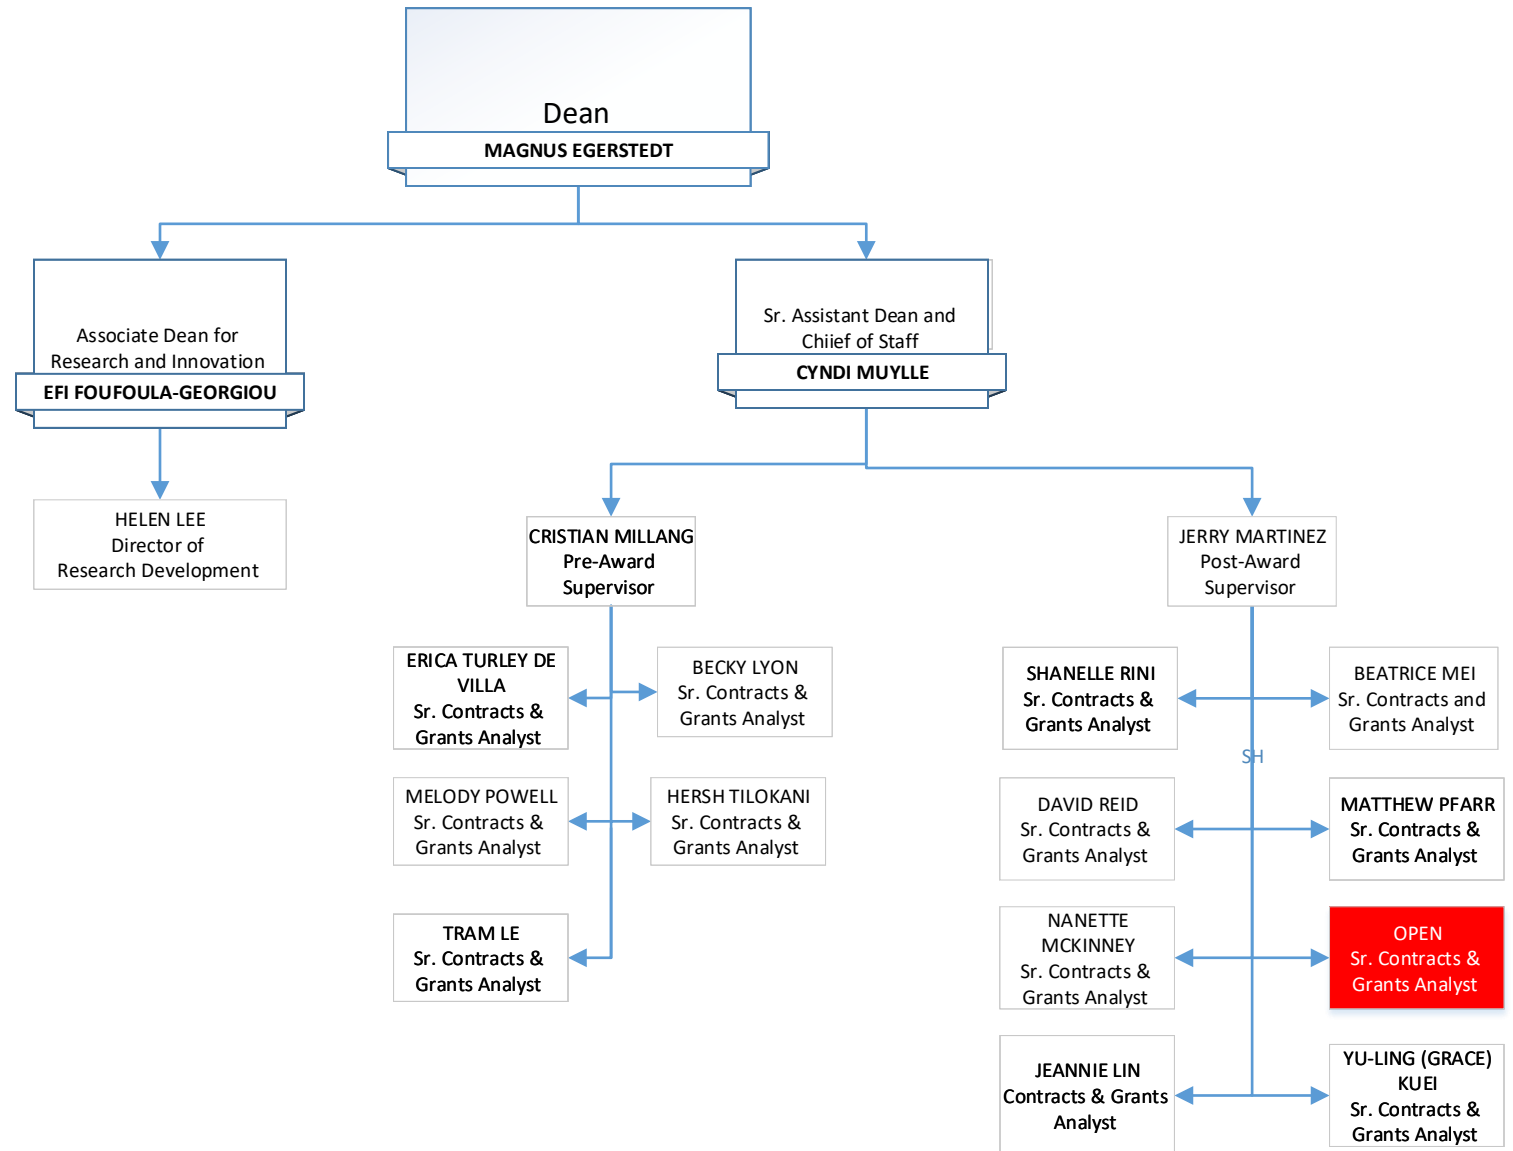 Dean
MAGNUS EGERSTEDT
Associate Dean for
Research and Innovation
EFI FOUFOULA-GEORGIOU
Sr. Assistant Dean and
Chiief of Staff
CYNDI MUYLLE
HELEN LEE
Director of
Research Development
CRISTIAN MILLANG
Pre-Award
Supervisor
JERRY MARTINEZ
Post-Award
Supervisor
ERICA TURLEY DE
VILLA
Sr. Contracts &
Grants Analyst
BECKY LYON
Sr. Contracts &
Grants Analyst
SHANELLE RINI
Sr. Contracts &
Grants Analyst
BEATRICE MEI
Sr. Contracts and
Grants Analyst
SH
MELODY POWELL
Sr. Contracts &
Grants Analyst
HERSH TILOKANI
Sr. Contracts &
Grants Analyst
DAVID REID
Sr. Contracts &
Grants Analyst
MATTHEW PFARR
Sr. Contracts &
Grants Analyst
TRAM LE
Sr. Contracts &
Grants Analyst
NANETTE
MCKINNEY
Sr. Contracts &
Grants Analyst
OPEN
Sr. Contracts &
Grants Analyst
JEANNIE LIN
Contracts & Grants
Analyst
YU-LING (GRACE)
KUEI
Sr. Contracts &
Grants Analyst